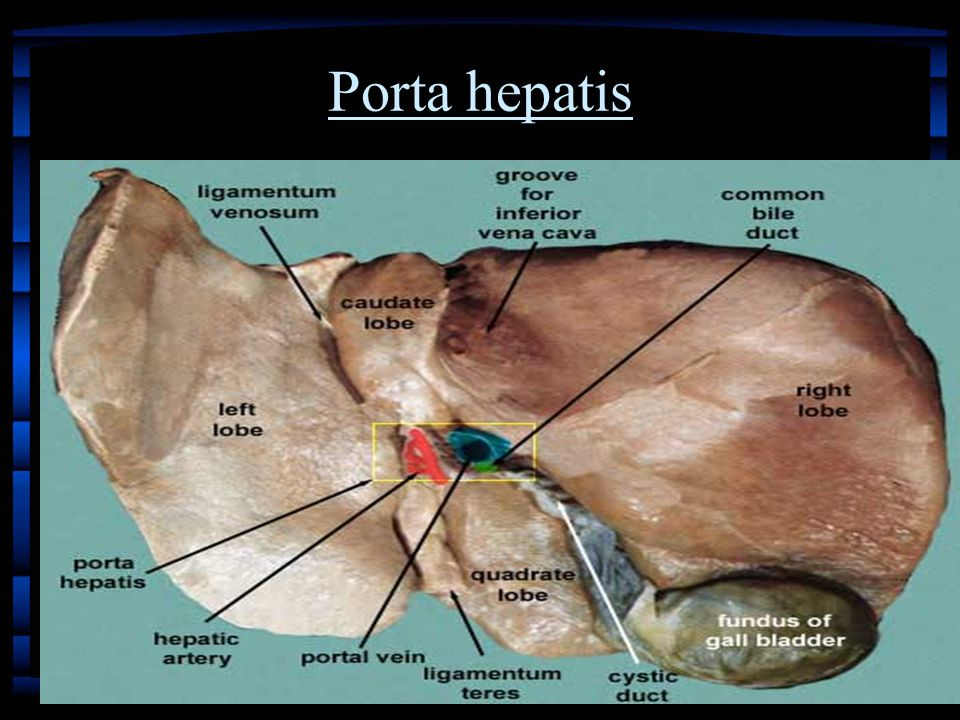 Porta hepatis
ligamentum
venosum
groove
for
inferior
vena cava
common
bile
duct
caudate
lobe
left
lobe
right
lobe
porta
hepatis
quadrate
lobe
fundus of
gall bladder
hepatic
artery
portal vein
ligamentum
teres
cystic
duct